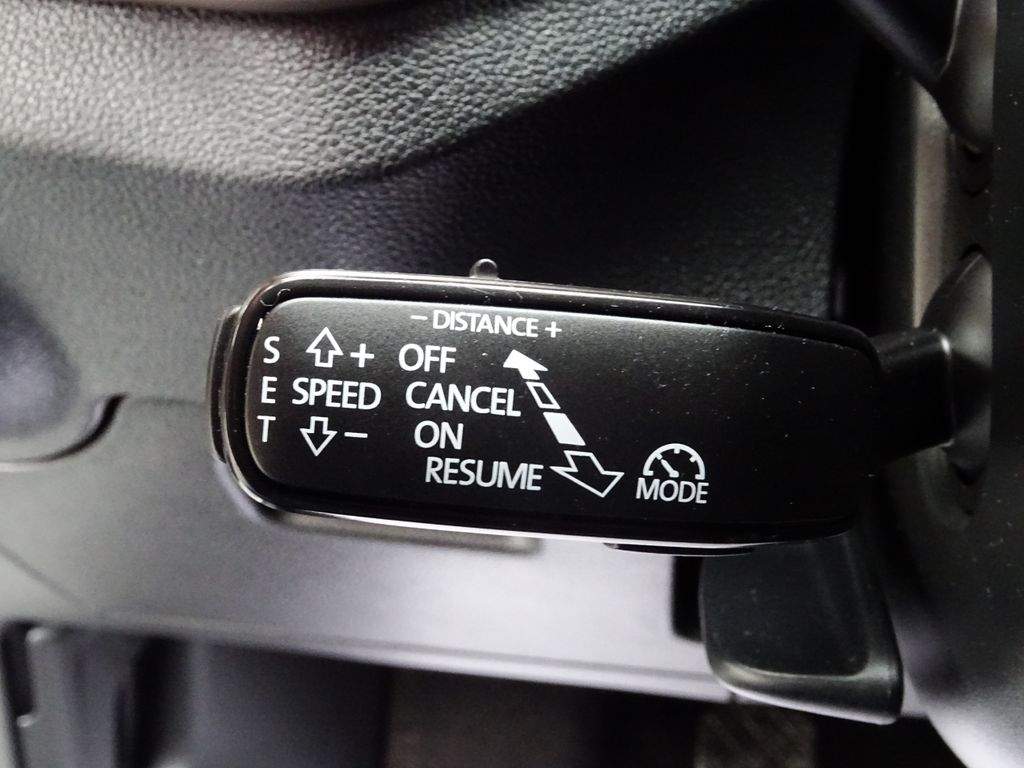 - DISTANCE +
S + OFF
E SPEED CANCEL
T - ON
RESUME
MODE